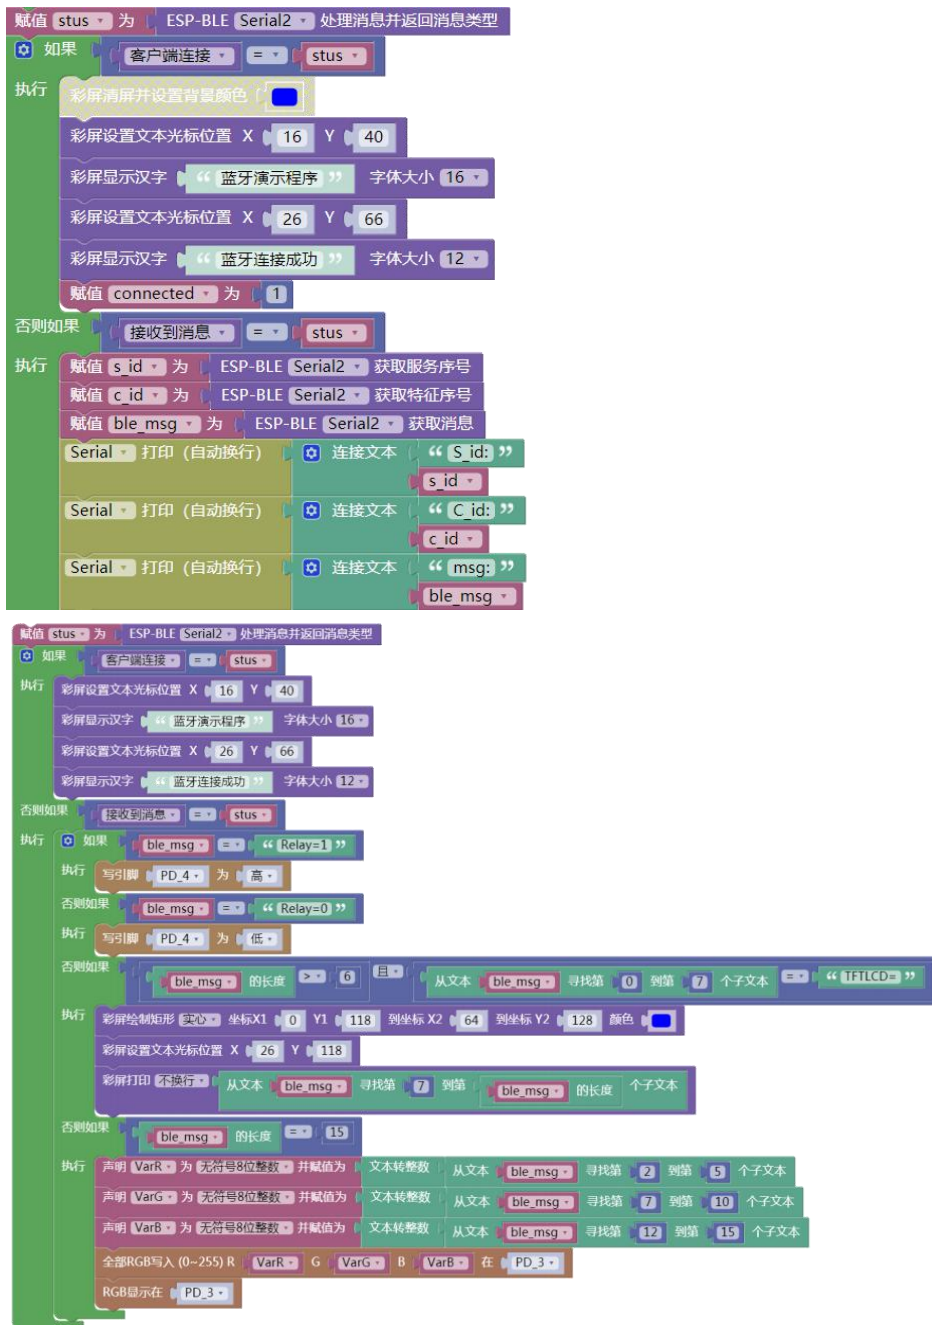 赋值 stus 为 ESP-BLE Serial2 处理消息并返回消息类型
如果 客户端连接 = stus
执行 彩屏清屏并设置背景颜色
彩屏设置文本光标位置 X 16 Y 40
彩屏显示汉字 “ 蓝牙演示程序 ” 字体大小 16
彩屏设置文本光标位置 X 26 Y 66
彩屏显示汉字 “ 蓝牙连接成功 ” 字体大小 12
赋值 connected 为 1
否则如果 接收到消息 = stus
执行 赋值 s_id 为 ESP-BLE Serial2 获取服务序号
赋值 c_id 为 ESP-BLE Serial2 获取特征序号
赋值 ble_msg 为 ESP-BLE Serial2 获取消息
Serial 打印 (自动换行) 连接文本 “ S_id: ”
s_id
Serial 打印 (自动换行) 连接文本 “ C_id: ”
c_id
Serial 打印 (自动换行) 连接文本 “ msg: ”
ble_msg
赋值 stus 为 ESP-BLE Serial2 处理消息并返回消息类型
如果 客户端连接 = stus
执行 彩屏设置文本光标位置 X 16 Y 40
彩屏显示汉字 “ 蓝牙演示程序 ” 字体大小 16
彩屏设置文本光标位置 X 26 Y 66
彩屏显示汉字 “ 蓝牙连接成功 ” 字体大小 12
否则如果 接收到消息 = stus
执行 如果 ble_msg = “ Relay=1 ”
执行 写引脚 PD_4 为 高
否则如果 ble_msg = “ Relay=0 ”
执行 写引脚 PD_4 为 低
否则如果 ble_msg 的长度 > 6 且 从文本 ble_msg 寻找第 0 到第 7 个子文本 = “ TFTLCD= ”
执行 彩屏绘制矩形 实心 坐标X1 0 Y1 118 到坐标 X2 64 到坐标 Y2 128 颜色
彩屏设置文本光标位置 X 26 Y 118
彩屏打印 不换行 从文本 ble_msg 寻找第 7 到第 ble_msg 的长度 个子文本
否则如果 ble_msg 的长度 = 15
执行 声明 VarR 为 无符号8位整数 并赋值为 文本转整数 从文本 ble_msg 寻找第 2 到第 5 个子文本
声明 VarG 为 无符号8位整数 并赋值为 文本转整数 从文本 ble_msg 寻找第 7 到第 10 个子文本
声明 VarB 为 无符号8位整数 并赋值为 文本转整数 从文本 ble_msg 寻找第 12 到第 15 个子文本
全部RGB写入 (0~255) R VarR G VarG B VarB 在 PD_3
RGB显示在 PD_3